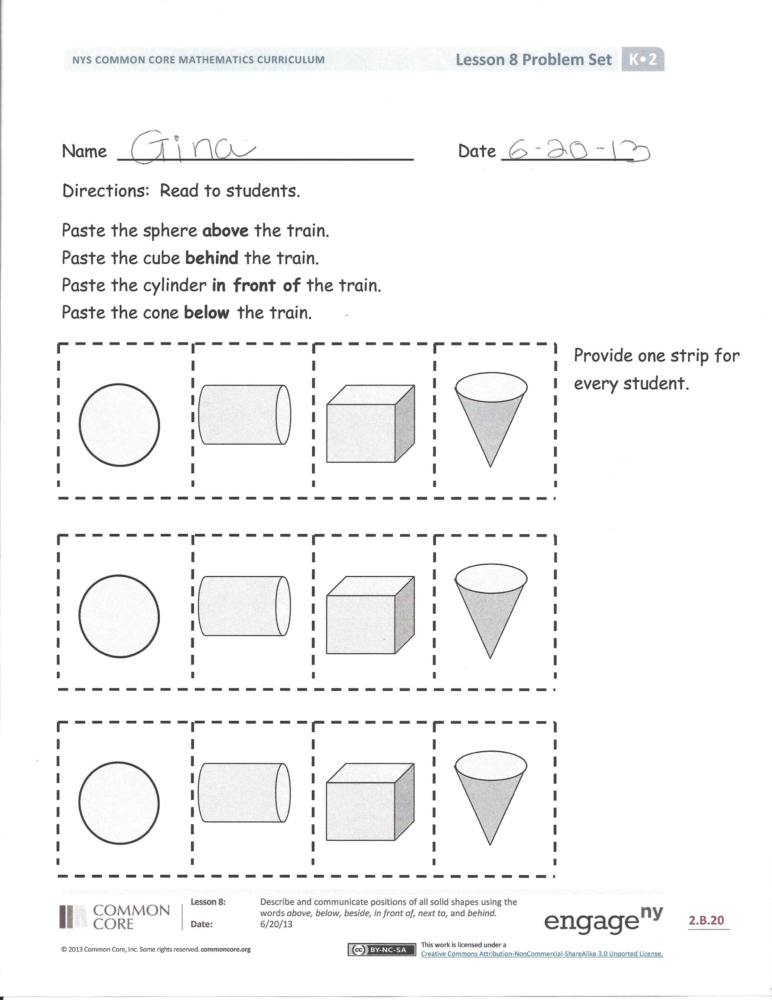 NYS COMMON CORE MATHEMATICS CURRICULUM Lesson 8 Problem Set K•2
Name Gina Date 6-20-13
Directions: Read to students.
Paste the sphere above the train.
Paste the cube behind the train.
Paste the cylinder in front of the train.
Paste the cone below the train.
Provide one strip for
every student.
COMMON
CORE
Lesson 8: Describe and communicate positions of all solid shapes using the
words above, below, beside, in front of, next to, and behind.
Date: 6/20/13
engage ny
2.B.20
© 2013 Common Core, Inc. Some rights reserved. commoncore.org
cc BY-NC-SA
This work is licensed under a
Creative Commons Attribution-NonCommercial-ShareAlike 3.0 Unported License.